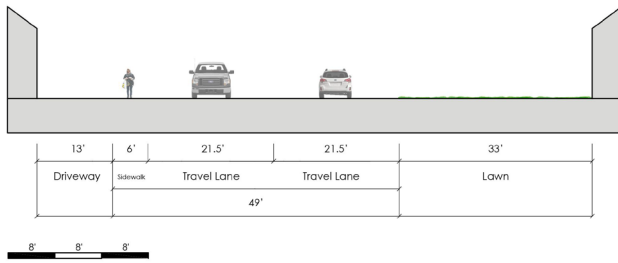 13' 6' 21.5' 21.5' 33'
Driveway Sidewalk Travel Lane Travel Lane Lawn
49'
8' 8' 8'